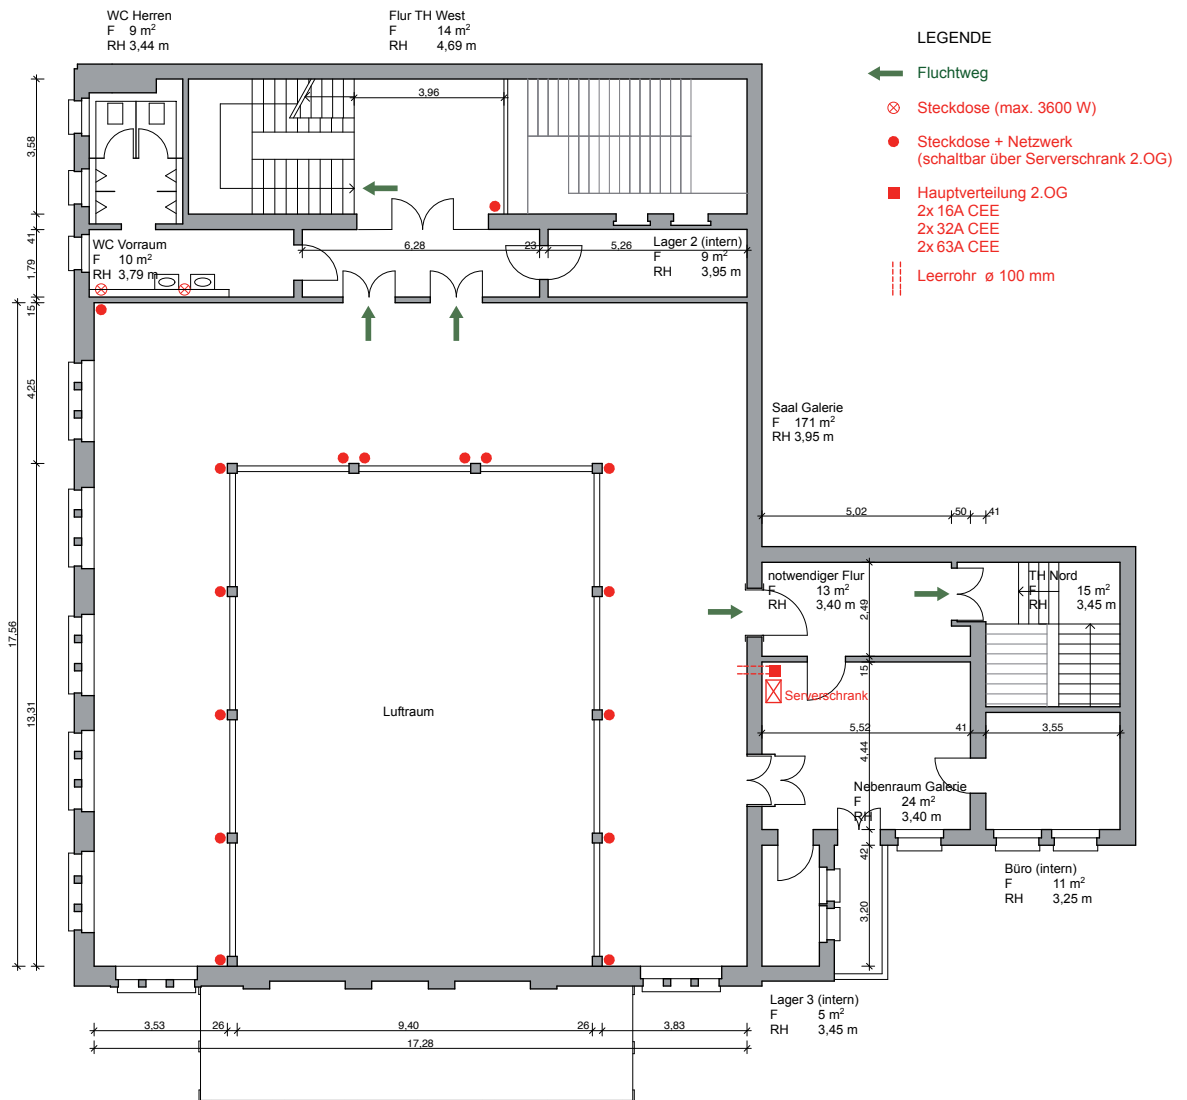 WC Herren
F 9 m²
RH 3,44 m
Flur TH West
F 14 m²
RH 4,69 m
LEGENDE
Fluchtweg
Steckdose (max. 3600 W)
Steckdose + Netzwerk
(schaltbar über Serverschrank 2.OG)
Hauptverteilung 2.OG
2x 16A CEE
2x 32A CEE
2x 63A CEE
Leerrohr ø 100 mm
3,96
3,58
41
1,79
15
4,25
17,56
13,31
WC Vorraum
F 10 m²
RH 3,79 m
6,28
23
5,26
Lager 2 (intern)
F 9 m²
RH 3,95 m
Saal Galerie
F 171 m²
RH 3,95 m
5,02
50
41
notwendiger Flur
F 13 m²
RH 3,40 m
2,49
TH Nord
F 15 m²
RH 3,45 m
15
Serverschrank
Luftraum
5,52
41
3,55
4,44
Nebenraum Galerie
F 24 m²
RH 3,40 m
42
3,20
Büro (intern)
F 11 m²
RH 3,25 m
Lager 3 (intern)
F 5 m²
RH 3,45 m
3,53
26
9,40
26
3,83
17,28